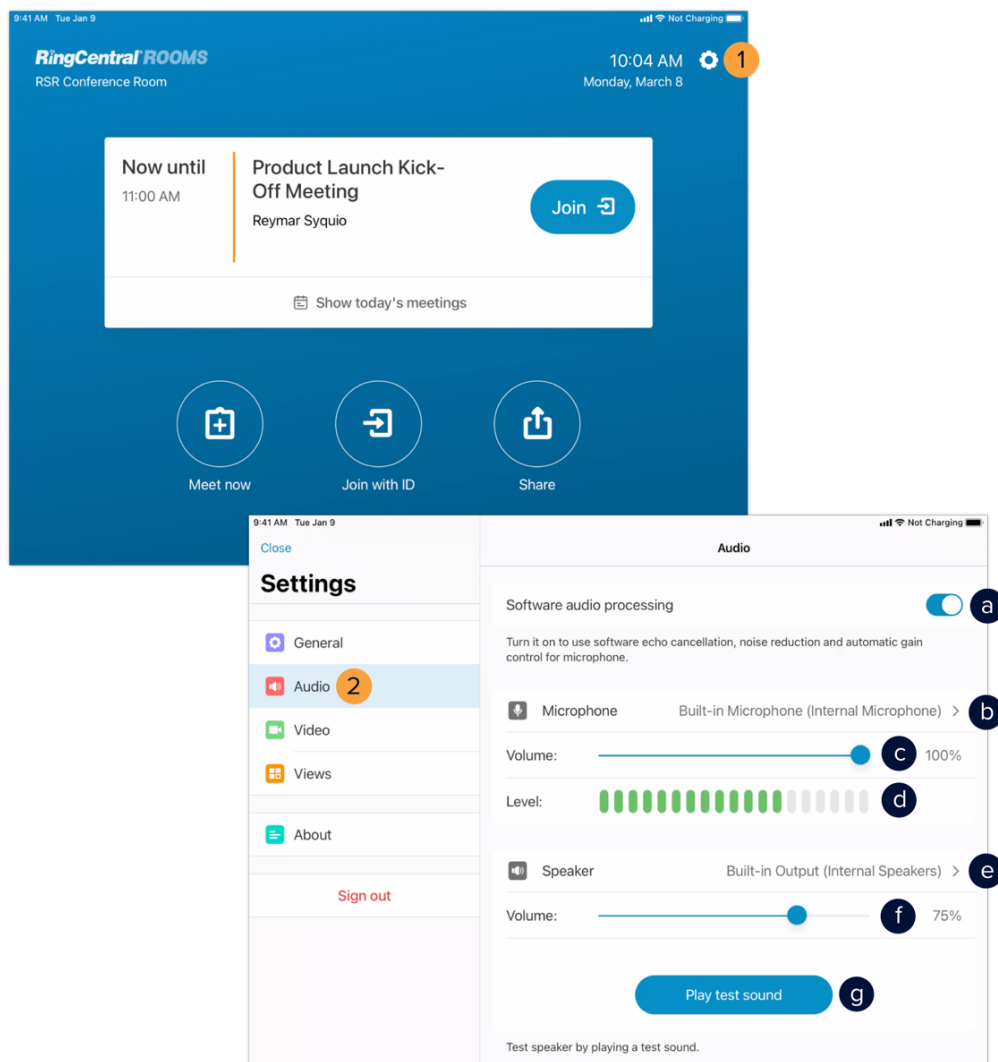 9:41 AM Tue Jan 9
Not Charging
RingCentral ROOMS
RSR Conference Room
10:04 AM
1
Monday, March 8
Now until
11:00 AM
Product Launch Kick-
Off Meeting
Reymar Syquio
Join
Show today's meetings
Meet now
Join with ID
Share
9:41 AM Tue Jan 9
Not Charging
Close
Settings
General
Audio
2
Video
Views
About
Sign out
Audio
Software audio processing
a
Turn it on to use software echo cancellation, noise reduction and automatic gain
control for microphone.
Microphone
Built-in Microphone (Internal Microphone) >
b
Volume:
c
100%
Level:
d
Speaker
Built-in Output (Internal Speakers) >
e
Volume:
f
75%
Play test sound
g
Test speaker by playing a test sound.